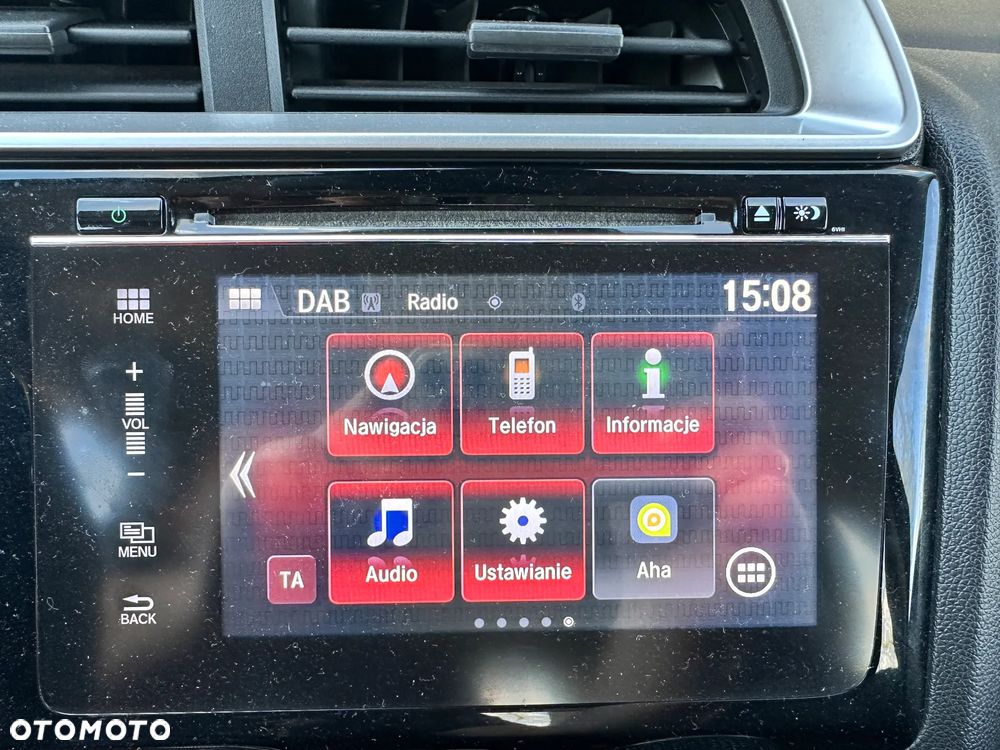 HOME
VOL
MENU
BACK
DAB Radio 15:08
Nawigacja Telefon Informacje
Audio Ustawianie Aha
TA
OTOMOTO